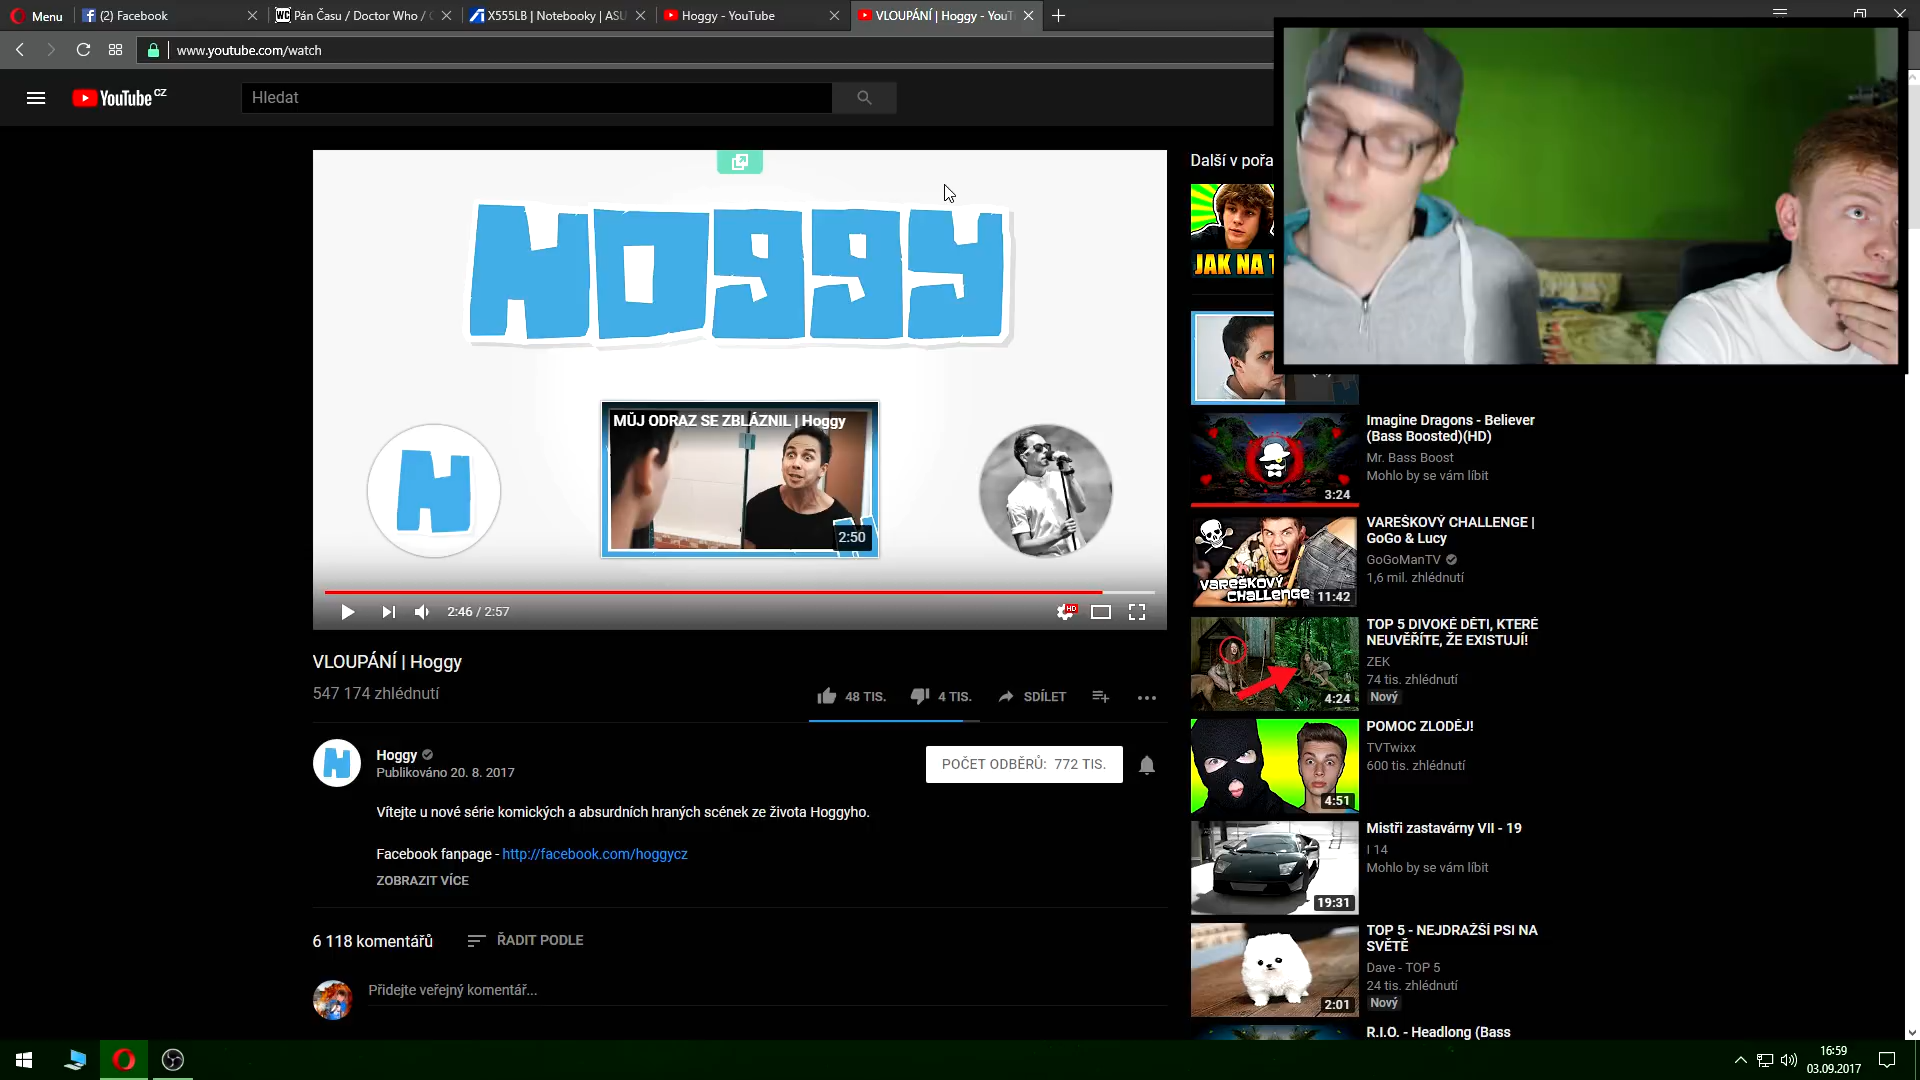 Menu
(2) Facebook
Pán Času / Doctor Who /
X555LB | Notebooky | ASU
Hoggy - YouTube
VLOUPÁNÍ | Hoggy - YouT
www.youtube.com/watch
YouTube CZ
Hledat
Další v pořa
JAK NA T
HOGGY
MŮJ ODRAZ SE ZBLÁZNIL | Hoggy
2:50
2:46 / 2:57
HD
VLOUPÁNÍ | Hoggy
547 174 zhlédnutí
48 TIS.
4 TIS.
SDÍLET
Hoggy
Publikováno 20. 8. 2017
POČET ODBĚRŮ: 772 TIS.
Vítejte u nové série komických a absurdních hraných scének ze života Hoggyho.
Facebook fanpage - http://facebook.com/hoggycz
ZOBRAZIT VÍCE
6 118 komentářů
ŘADIT PODLE
Přidejte veřejný komentář...
Imagine Dragons - Believer
(Bass Boosted)(HD)
Mr. Bass Boost
Mohlo by se vám líbit
3:24
VAREŠKOVÝ CHALLENGE |
GoGo & Lucy
GoGoManTV
1,6 mil. zhlédnutí
VAREŠKOVÝ
CHALLENGE
11:42
TOP 5 DIVOKÉ DĚTI, KTERÉ
NEUVĚŘÍTE, ŽE EXISTUJÍ!
ZEK
74 tis. zhlédnutí
Nový
4:24
POMOC ZLODĚJ!
TVTwixx
600 tis. zhlédnutí
4:51
Mistři zastavárny VII - 19
I 14
Mohlo by se vám líbit
19:31
TOP 5 - NEJDRAŽŠÍ PSI NA
SVĚTĚ
Dave - TOP 5
24 tis. zhlédnutí
Nový
2:01
R.I.O. - Headlong (Bass
16:59
03.09.2017